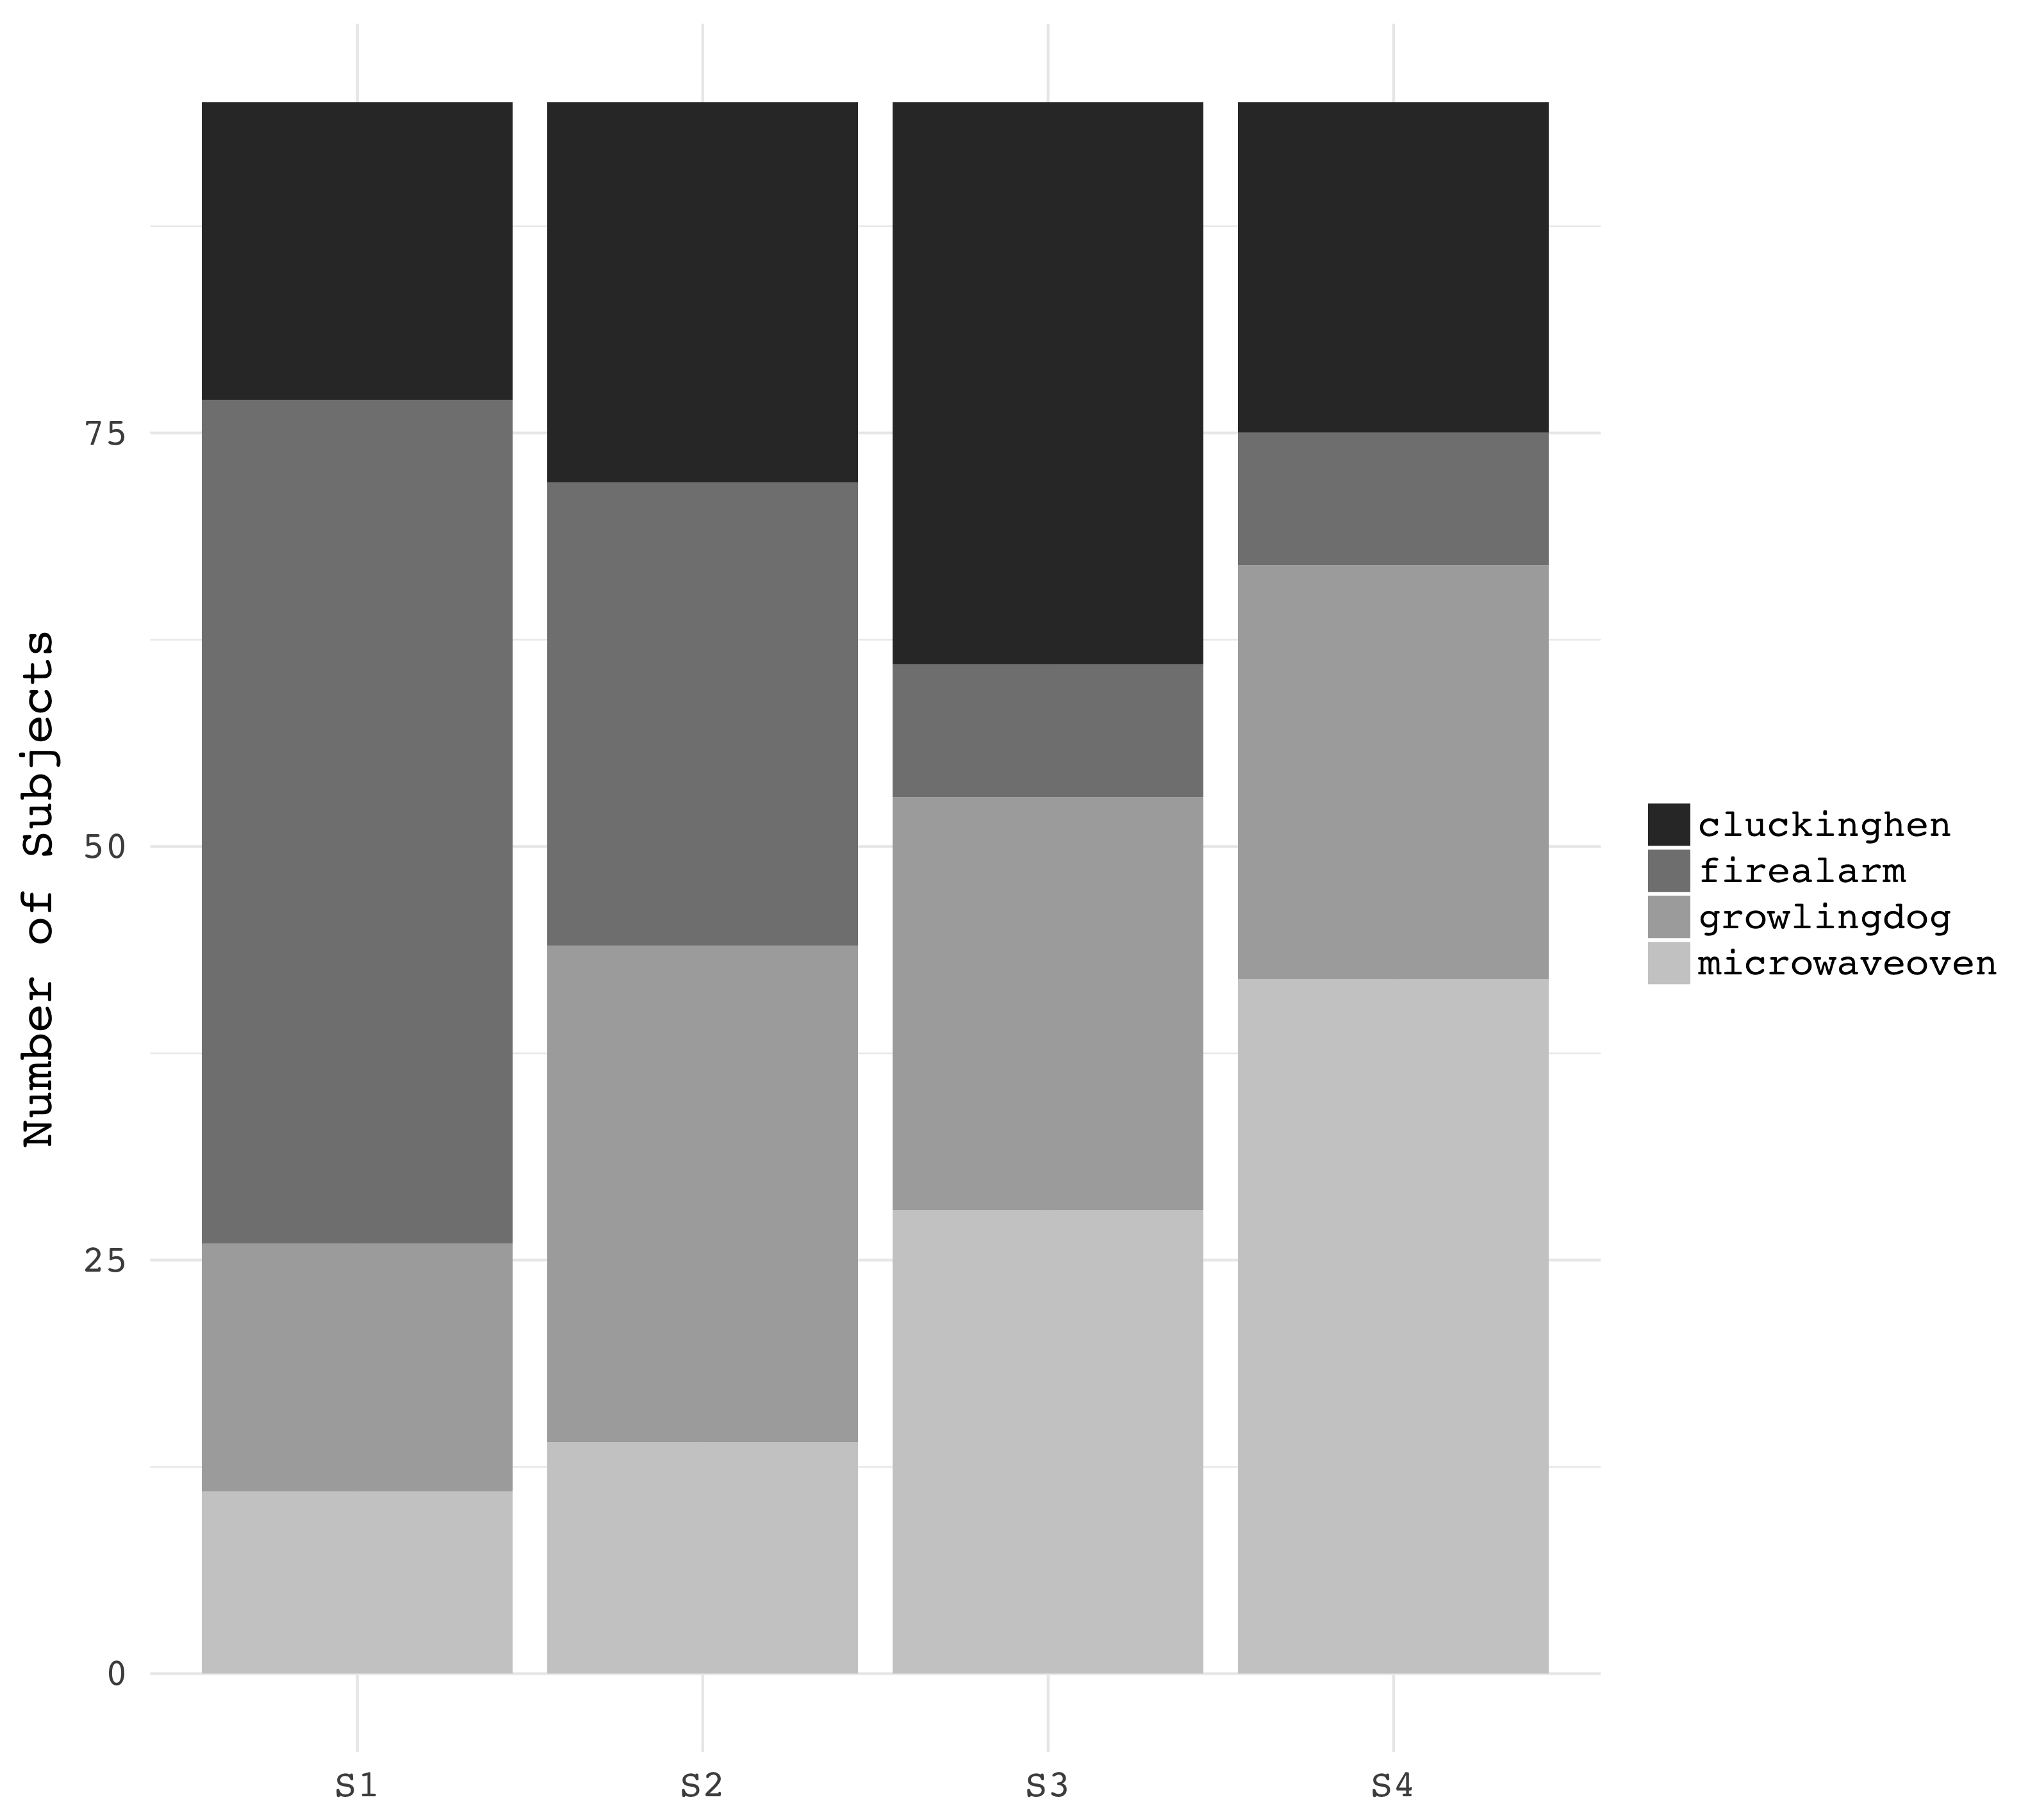 Number of Subjects
75
50
25
0
S1 S2 S3 S4
cluckinghen
firealarm
growlingdog
microwaveoven